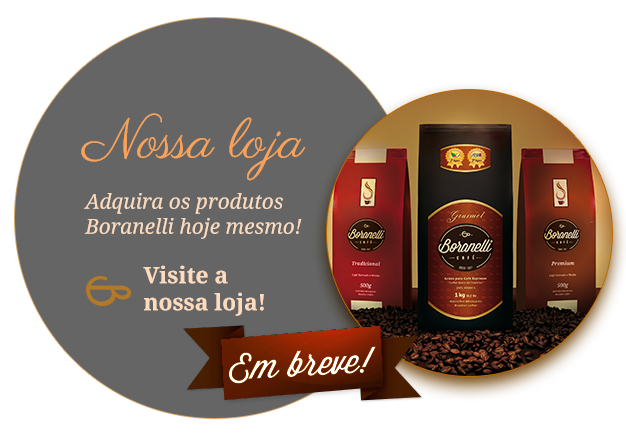 Nossa loja
Adquira os produtos
Boranelli hoje mesmo!
Visite a
nossa loja!
Em breve!
Boranelli
CAFÉ
Tradicional
500g
Gourmet
Boranelli
CAFÉ
1 kg
Boranelli
CAFÉ
Premium
500g